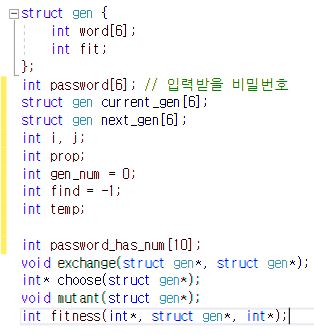 struct gen {
int word[6];
int fit;
};
int password[6]; // 입력받을 비밀번호
struct gen current_gen[6];
struct gen next_gen[6];
int i, j;
int prop;
int gen_num = 0;
int find = -1;
int temp;
int password_has_num[10];
void exchange(struct gen*, struct gen*);
int* choose(struct gen*);
void mutant(struct gen*);
int fitness(int*, struct gen*, int*);